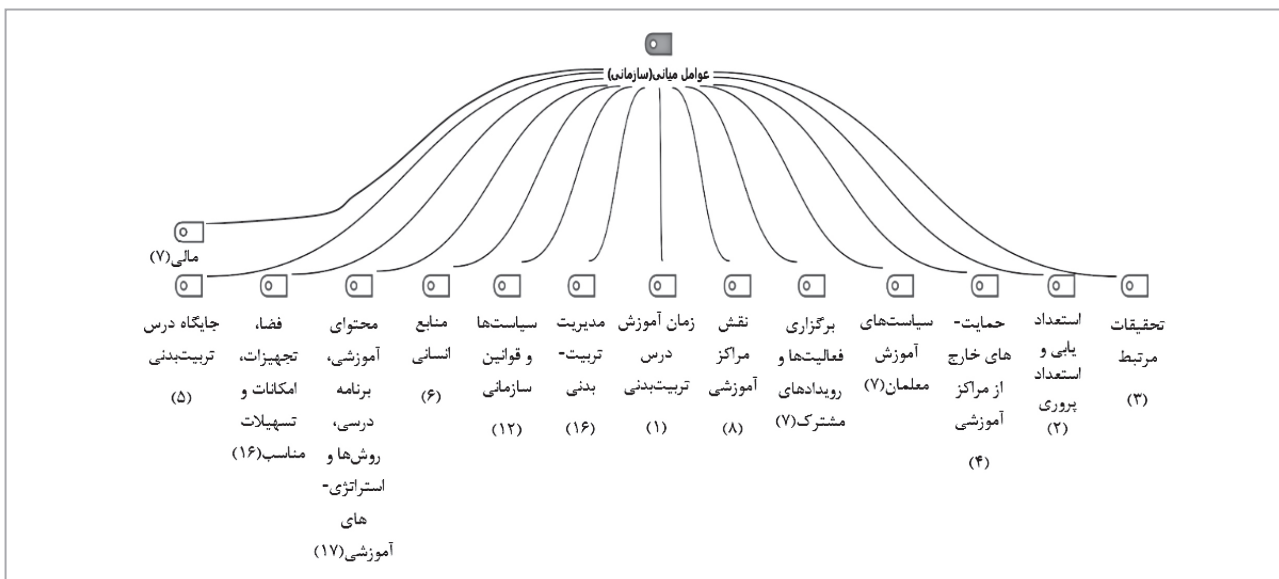 عوامل میانی(سازمانی)
مالی(۷)
تحقیقات
مرتبط
(۳)
استعداد
یابی و
استعداد
پروری
(۲)
حمایت-
های خارج
از مراکز
آموزشی
(۴)
سیاست‌های
آموزش
معلمان(۷)
برگزاری
فعالیت‌ها و
رویدادهای
مشترک(۷)
نقش
مراکز
آموزشی
(۸)
زمان آموزش
درس
تربیت‌بدنی
(۱)
مدیریت
تربیت-
بدنی
(۱۶)
سیاست‌ها
و قوانین
سازمانی
(۱۲)
منابع
انسانی
(۶)
محتوای
آموزشی،
برنامه
درسی،
روش‌ها و
استراتژی-
های
آموزشی(۱۷)
فضا،
تجهیزات،
امکانات و
تسهیلات
مناسب(۱۶)
جایگاه درس
تربیت‌بدنی
(۵)